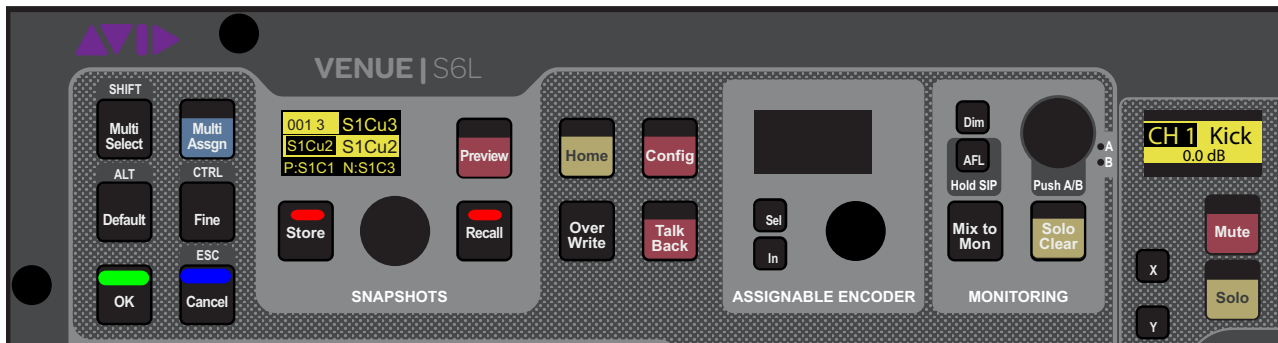 AVID
VENUE | S6L
SHIFT
Multi
Select
Multi
Assgn
ALT
Default
CTRL
Fine
OK
ESC
Cancel
001 3 S1Cu3
S1Cu2 S1Cu2
P:S1C1 N:S1C3
Preview
Store
Recall
SNAPSHOTS
Home
Config
Over
Write
Talk
Back
Sel
In
ASSIGNABLE ENCODER
Dim
AFL
Hold SIP
A
B
Push A/B
Mix to
Mon
Solo
Clear
MONITORING
CH 1 Kick
0.0 dB
Mute
X
Solo
Y